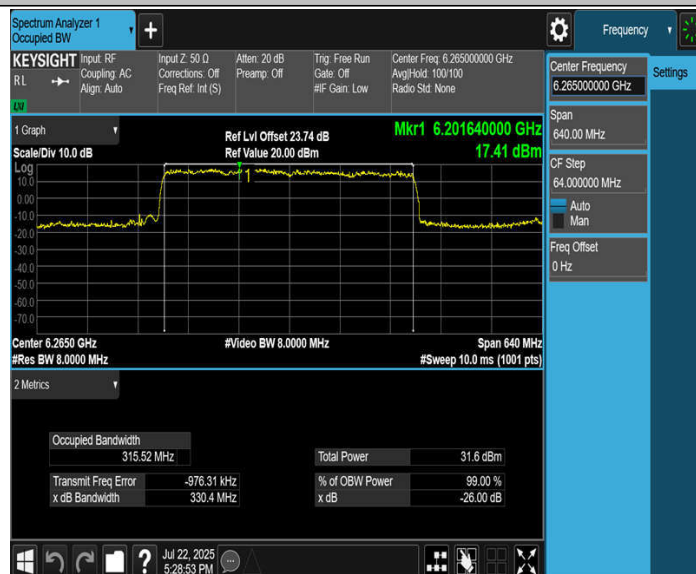 Spectrum Analyzer 1
Occupied BW
+
Frequency
KEYSIGHT
RL
Input: RF
Coupling: AC
Align: Auto
Input Z: 50 Ω
Corrections: Off
Freq Ref: Int (S)
Atten: 20 dB
Preamp: Off
Trig: Free Run
Gate: Off
#IF Gain: Low
Center Freq: 6.265000000 GHz
Avg|Hold: 100/100
Radio Std: None
Center Frequency
6.265000000 GHz
Settings
Span
640.00 MHz
CF Step
64.000000 MHz
Auto
Man
Freq Offset
0 Hz
1 Graph
Scale/Div 10.0 dB
Ref Lvl Offset 23.74 dB
Ref Value 20.00 dBm
Mkr1 6.201640000 GHz
17.41 dBm
Log
10.0
0.00
-10.0
-20.0
-30.0
-40.0
-50.0
-60.0
-70.0
1
Center 6.2650 GHz
#Res BW 8.0000 MHz
#Video BW 8.0000 MHz
Span 640 MHz
#Sweep 10.0 ms (1001 pts)
2 Metrics
Occupied Bandwidth
315.52 MHz
Total Power 31.6 dBm
Transmit Freq Error -976.31 kHz
% of OBW Power 99.00 %
x dB Bandwidth 330.4 MHz
x dB -26.00 dB
?
Jul 22, 2025
5:28:53 PM